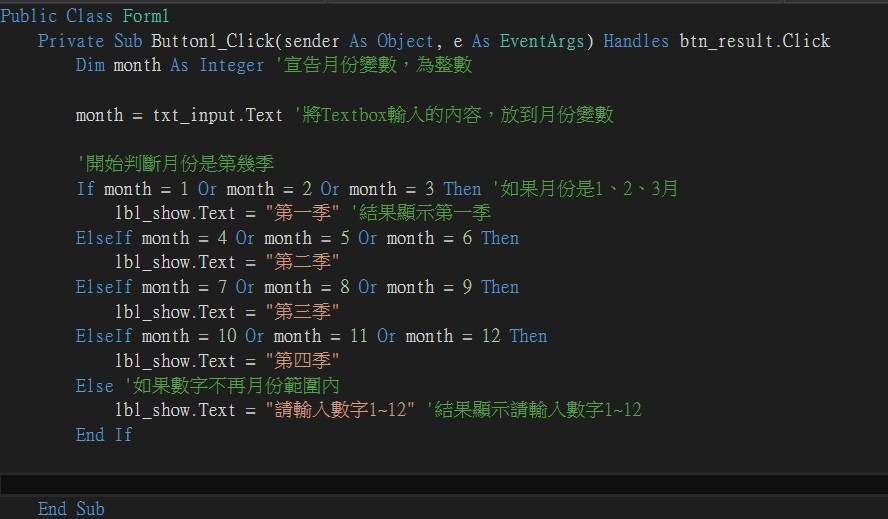 Public Class Form1
Private Sub Button1_Click(sender As Object, e As EventArgs) Handles btn_result.Click
Dim month As Integer '宣告月份變數，為整數
month = txt_input.Text '將Textbox輸入的內容，放到月份變數
'開始判斷月份是第幾季
If month = 1 Or month = 2 Or month = 3 Then '如果月份是1、2、3月
lbl_show.Text = "第一季" '結果顯示第一季
ElseIf month = 4 Or month = 5 Or month = 6 Then
lbl_show.Text = "第二季"
ElseIf month = 7 Or month = 8 Or month = 9 Then
lbl_show.Text = "第三季"
ElseIf month = 10 Or month = 11 Or month = 12 Then
lbl_show.Text = "第四季"
Else '如果數字不再月份範圍內
lbl_show.Text = "請輸入數字1~12" '結果顯示請輸入數字1~12
End If
End Sub